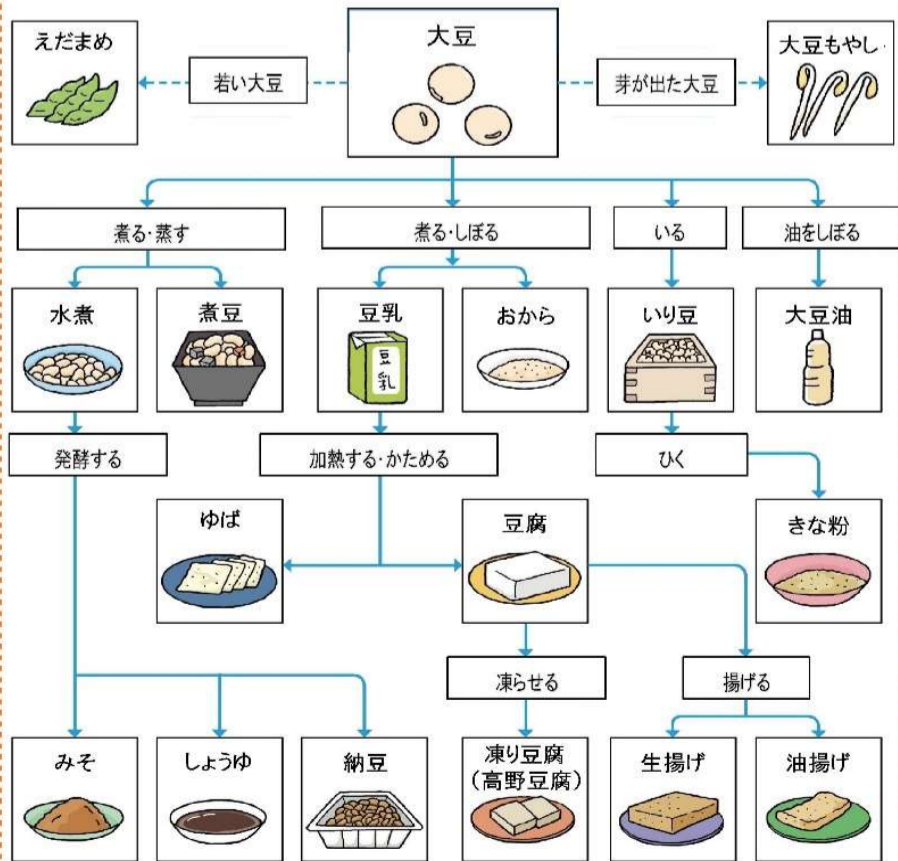 えだまめ
若い大豆
大豆
芽が出た大豆
大豆もやし
煮る・蒸す
煮る・しぼる
いる
油をしぼる
水煮
煮豆
豆乳
豆
乳
おから
いり豆
大豆油
発酵する
加熱する・かためる
ひく
ゆば
豆腐
きな粉
凍らせる
揚げる
みそ
しょうゆ
納豆
凍り豆腐
(高野豆腐)
生揚げ
油揚げ